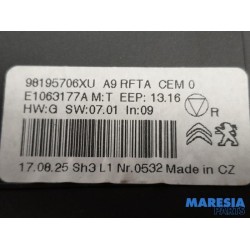 98195706XU A9 RFTA CEM 0
E1063177A M:T EEP: 13.16
HW:G SW:07.01 In:09
R
17.08.25 Sh3 L1 Nr.0532 Made in CZ
MARESIA
PARTS